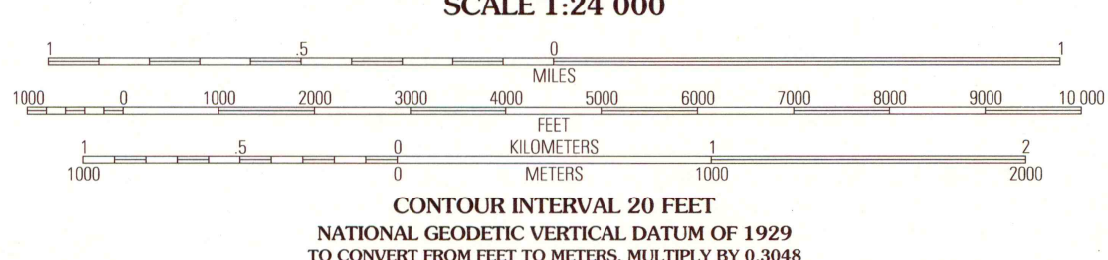 SCALE 1:24 000
1 .5 0 1
MILES
1000 0 1000 2000 3000 4000 5000 6000 7000 8000 9000 10 000
FEET
1 .5 0 KILOMETERS 1 2
1000 0 METERS 1000 2000
CONTOUR INTERVAL 20 FEET
NATIONAL GEODETIC VERTICAL DATUM OF 1929
TO CONVERT FROM FEET TO METERS, MULTIPLY BY 0.3048